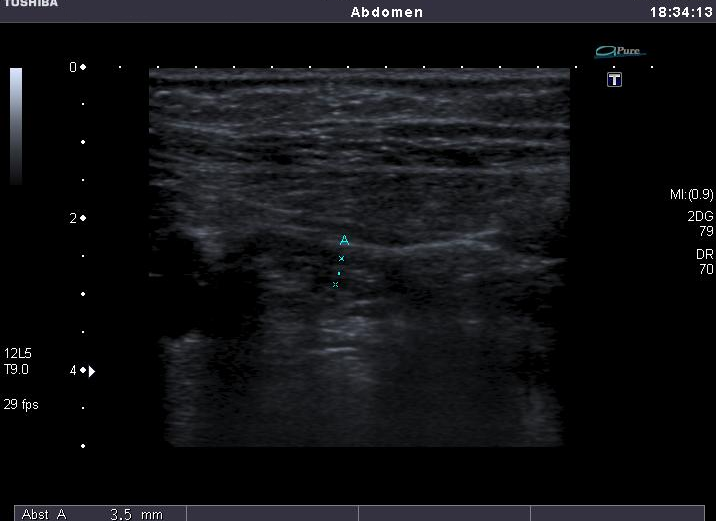 TOSHIBA
Abdomen
18:34:13
aPure
T
0
2
4
A
MI:(0.9)
2DG
79
DR
70
12L5
T9.0
29 fps
Abst A 3.5 mm